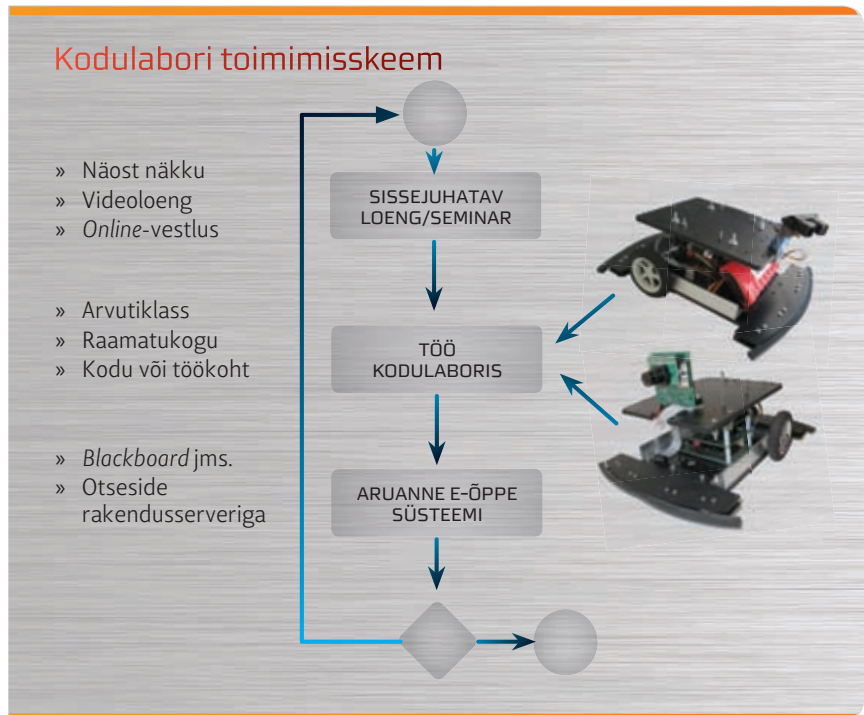 Kodulabori toimimisskeem
» Näost näkku
» Videoloeng
» Online-vestlus
SISSEJUHATAV
LOENG/SEMINAR
» Arvutiklass
» Raamatukogu
» Kodu või töökoht
TÖÖ
KODULABORIS
» Blackboard jms.
» Otseside
rakendusserveriga
ARUANNE E-ÕPPE
SÜSTEEMI